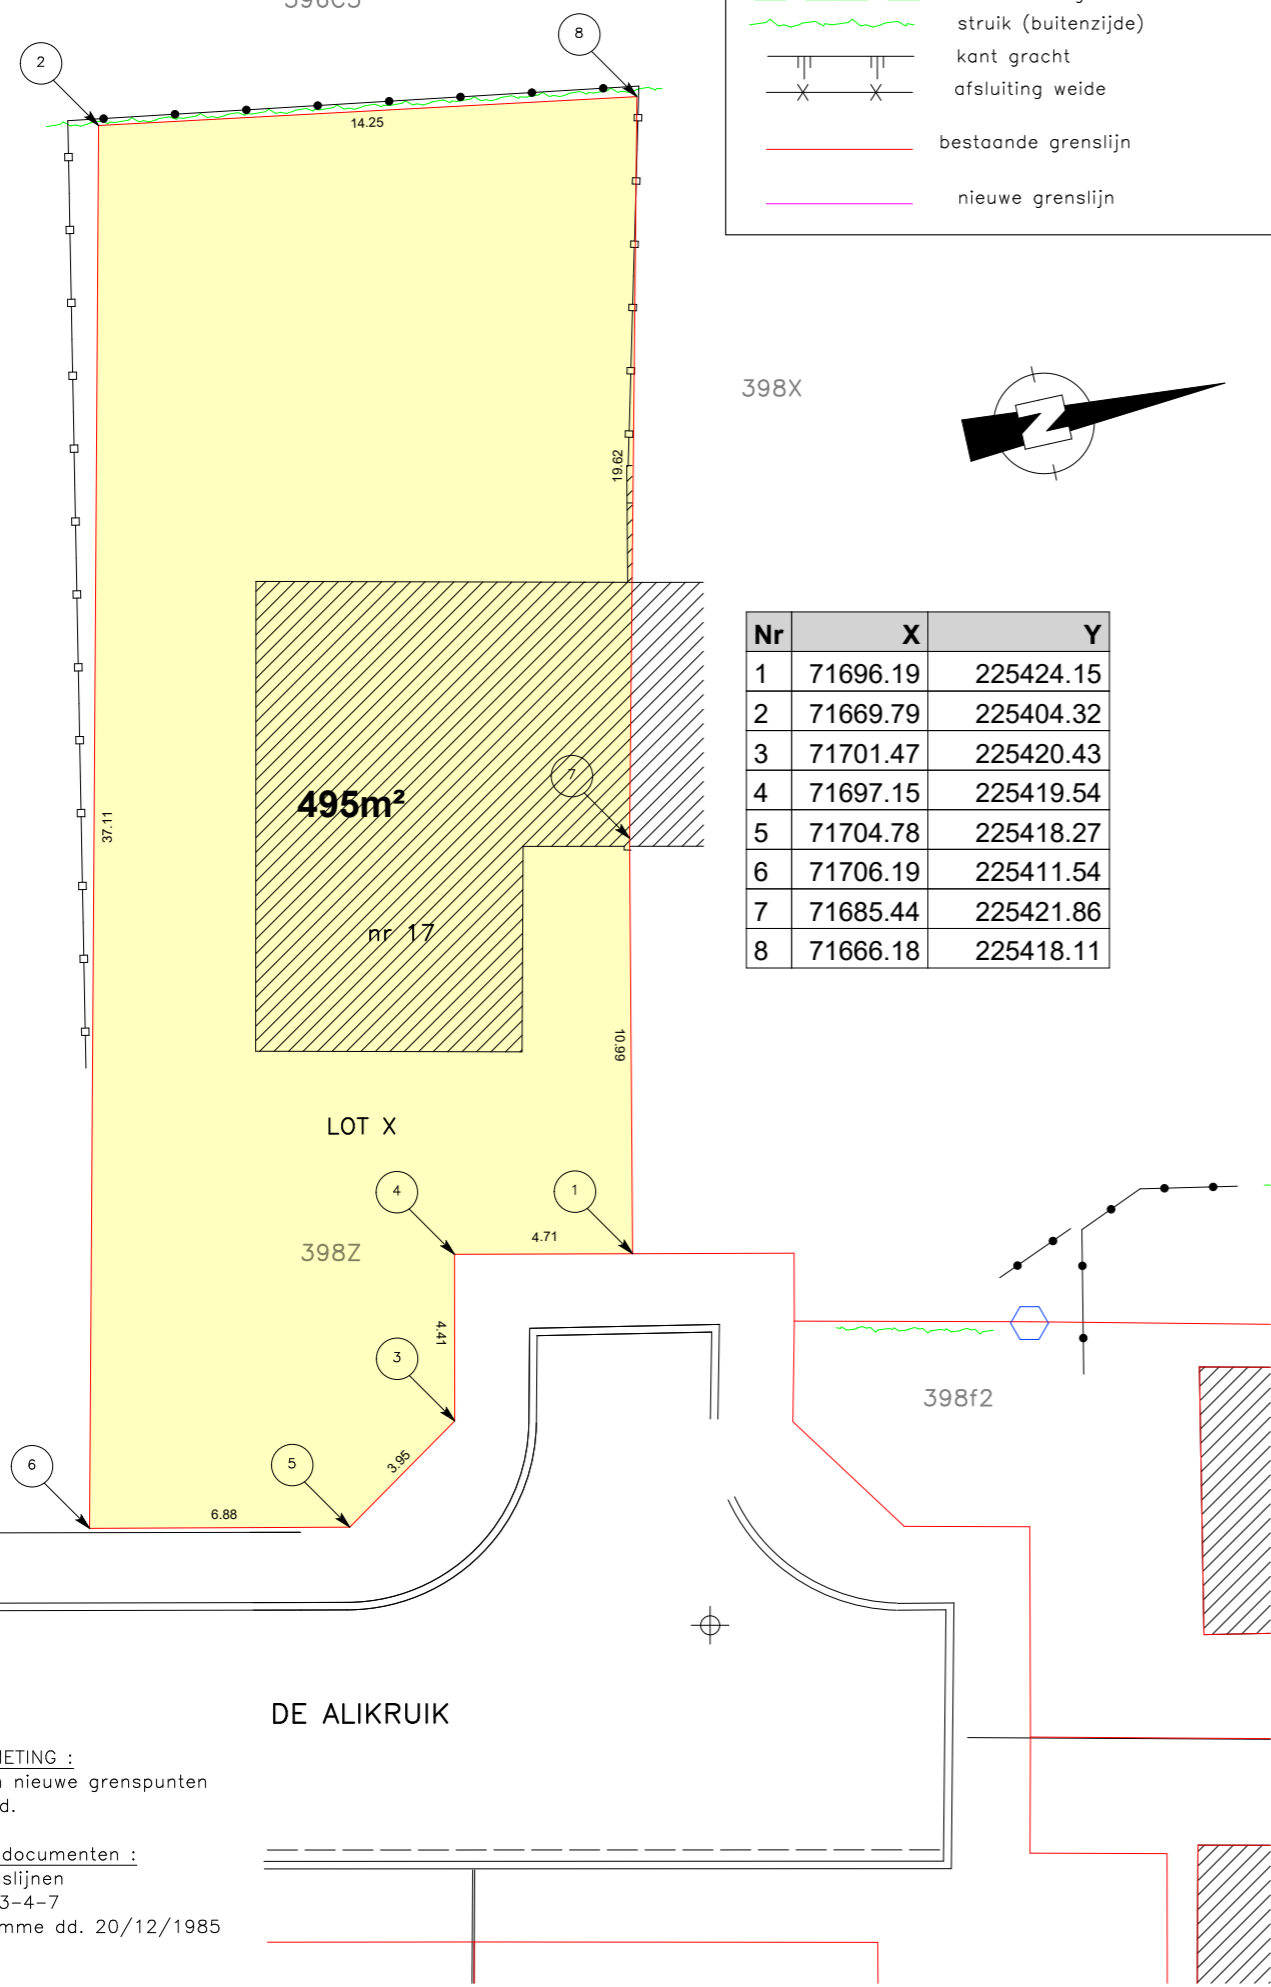 struik (buitenzijde)
kant gracht
afsluiting weide
bestaande grenslijn
nieuwe grenslijn
2
8
14.25
398X
N
19.62
Nr X Y
1 71696.19 225424.15
2 71669.79 225404.32
3 71701.47 225420.43
4 71697.15 225419.54
5 71704.78 225418.27
6 71706.19 225411.54
7 71685.44 225421.86
8 71666.18 225418.11
7
495m²
37.11
nr 17
10.99
LOT X
4
1
4.71
398Z
4.41
3
398f2
3.95
6
5
6.88
DE ALIKRUIK
METING :
nieuwe grenspunten
d.
documenten :
slijnen
3-4-7
mme dd. 20/12/1985